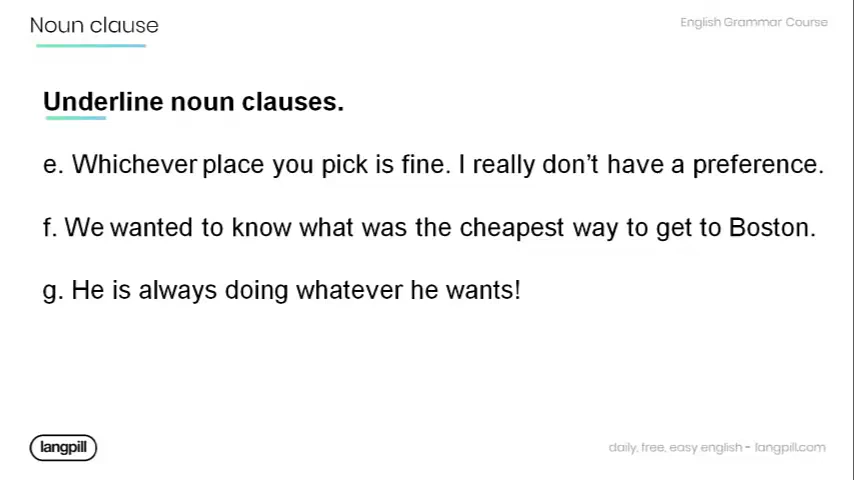 Noun clause
English Grammar Course
Underline noun clauses.
e. Whichever place you pick is fine. I really don't have a preference.
f. We wanted to know what was the cheapest way to get to Boston.
g. He is always doing whatever he wants!
langpill
daily, free, easy english - langpill.com